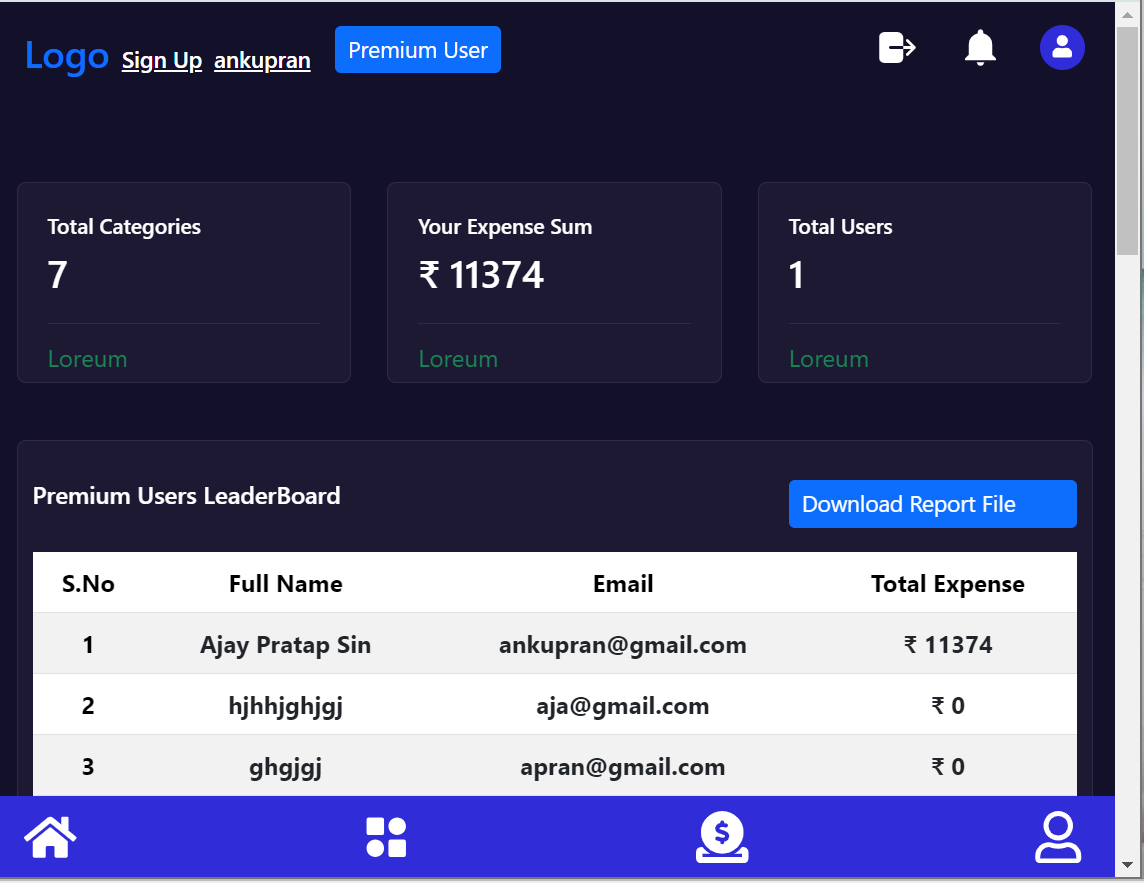 Logo Sign Up ankupran Premium User
Total Categories
7
Loreum
Your Expense Sum
₹ 11374
Loreum
Total Users
1
Loreum
Premium Users LeaderBoard
Download Report File
S.No Full Name Email Total Expense
1 Ajay Pratap Sin ankupran@gmail.com ₹ 11374
2 hjhhjghjgj aja@gmail.com ₹ 0
3 ghgjgj apran@gmail.com ₹ 0
$